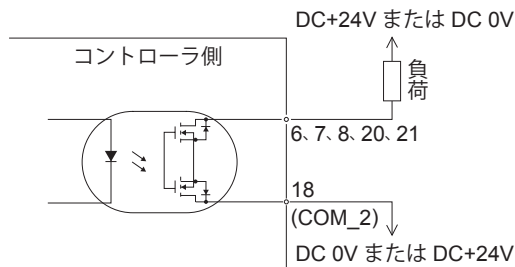 DC+24V または DC 0V
コントローラ側
負荷
6、7、8、20、21
18
(COM_2)
DC 0V または DC+24V